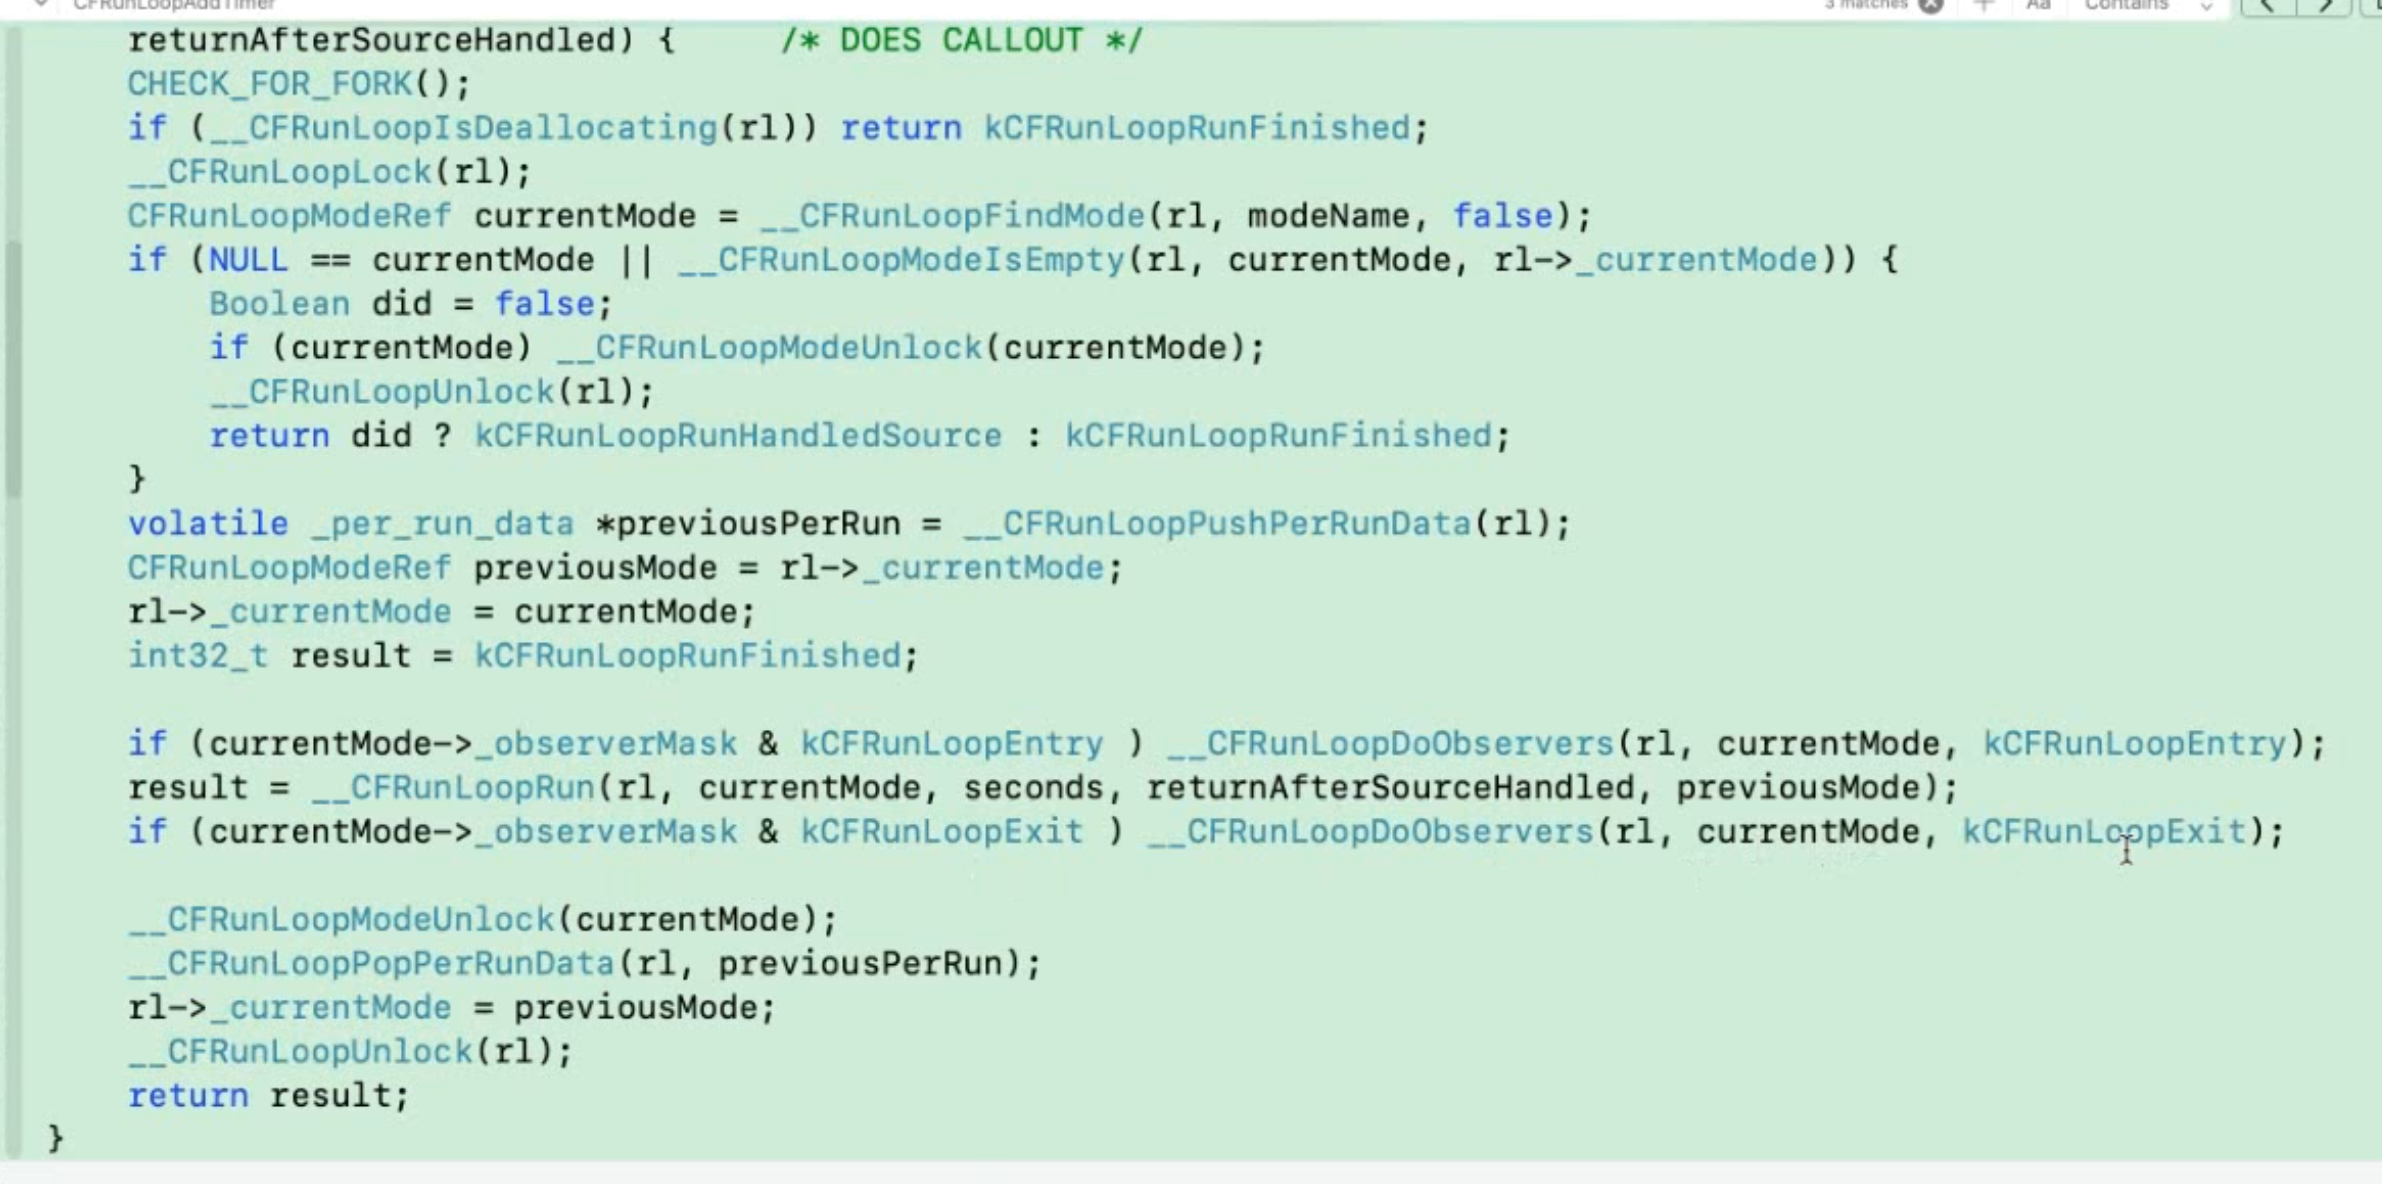 CFRunLoopAddTimer 3 matches Aa Contains
returnAfterSourceHandled) { /* DOES CALLOUT */
CHECK_FOR_FORK();
if (__CFRunLoopIsDeallocating(rl)) return kCFRunLoopRunFinished;
__CFRunLoopLock(rl);
CFRunLoopModeRef currentMode = __CFRunLoopFindMode(rl, modeName, false);
if (NULL == currentMode || __CFRunLoopModeIsEmpty(rl, currentMode, rl->_currentMode)) {
Boolean did = false;
if (currentMode) __CFRunLoopModeUnlock(currentMode);
__CFRunLoopUnlock(rl);
return did ? kCFRunLoopRunHandledSource : kCFRunLoopRunFinished;
}
volatile _per_run_data *previousPerRun = __CFRunLoopPushPerRunData(rl);
CFRunLoopModeRef previousMode = rl->_currentMode;
rl->_currentMode = currentMode;
int32_t result = kCFRunLoopRunFinished;
if (currentMode->_observerMask & kCFRunLoopEntry ) __CFRunLoopDoObservers(rl, currentMode, kCFRunLoopEntry);
result = __CFRunLoopRun(rl, currentMode, seconds, returnAfterSourceHandled, previousMode);
if (currentMode->_observerMask & kCFRunLoopExit ) __CFRunLoopDoObservers(rl, currentMode, kCFRunLoopExit);
__CFRunLoopModeUnlock(currentMode);
__CFRunLoopPopPerRunData(rl, previousPerRun);
rl->_currentMode = previousMode;
__CFRunLoopUnlock(rl);
return result;
}